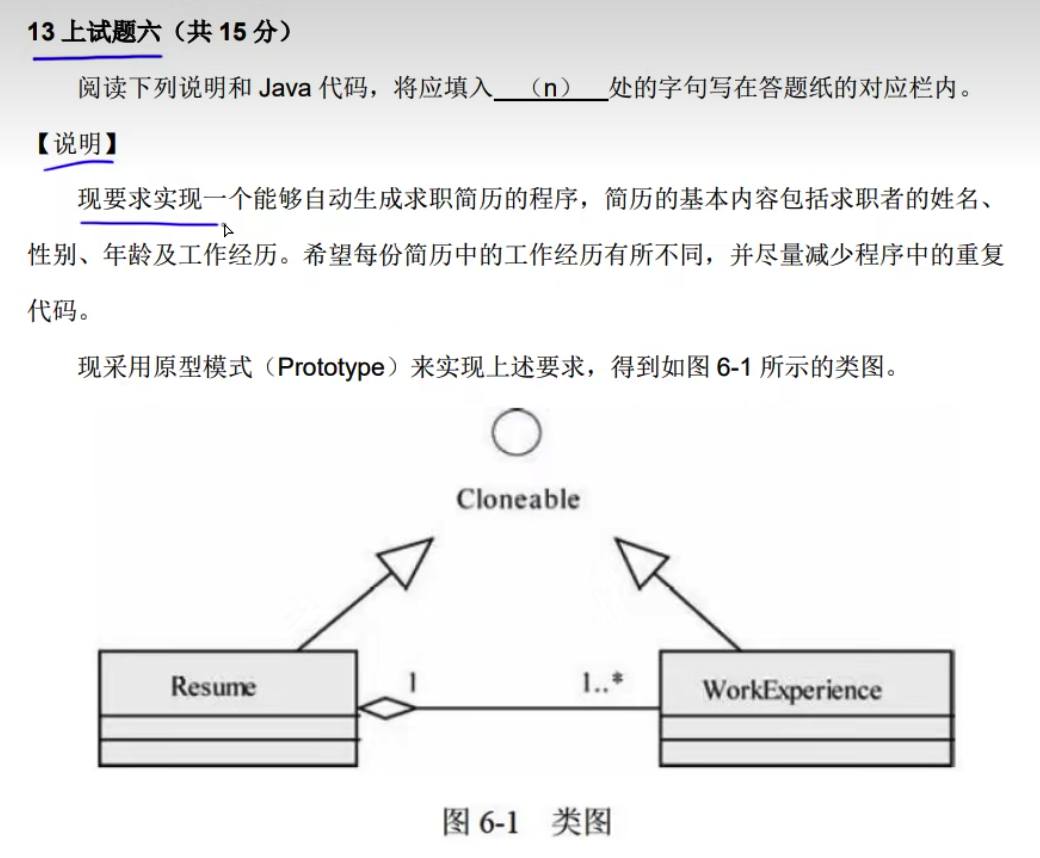 13 上试题六（共 15 分）
阅读下列说明和 Java 代码，将应填入 （n） 处的字句写在答题纸的对应栏内。
【说明】
现要求实现一个能够自动生成求职简历的程序，简历的基本内容包括求职者的姓名、
性别、年龄及工作经历。希望每份简历中的工作经历有所不同，并尽量减少程序中的重复
代码。
现采用原型模式（Prototype）来实现上述要求，得到如图 6-1 所示的类图。
Cloneable
Resume
1
1..*
WorkExperience
图 6-1 类图